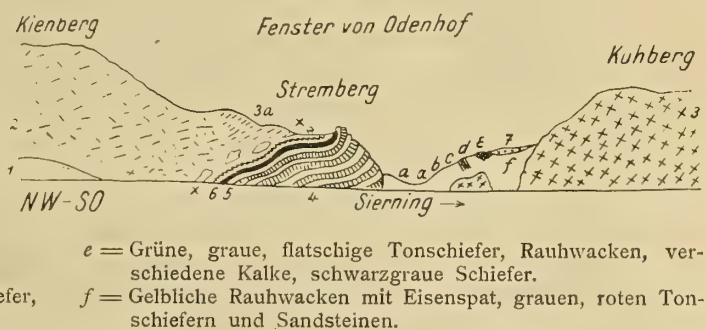 Kienberg Fenster von Odenhof Kuhberg
Stremberg
3a x
2 3
a a b c d E 7 f
1 x 6 5 4
NW-SO Sierning →
e = Grüne, graue, flatschige Tonschiefer, Rauhwacken, ver-
schiedene Kalke, schwarzgraue Schiefer.
efer, f = Gelbliche Rauhwacken mit Eisenspat, grauen, roten Ton-
schiefern und Sandsteinen.